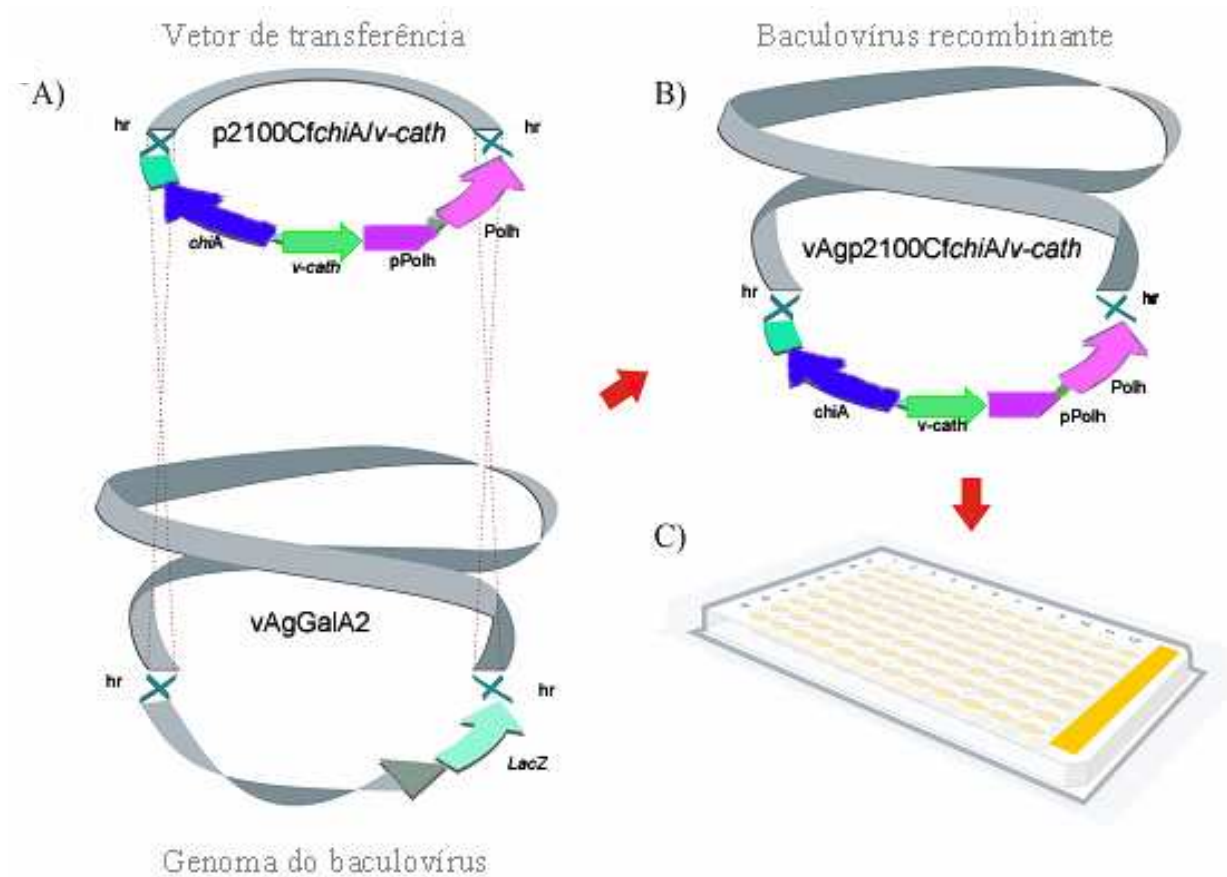 Vetor de transferência
A)
hr
hr
p2100CfchiA/v-cath
chiA
v-cath
pPolh
Polh
vAgGalA2
hr
hr
LacZ
Genoma do baculovírus
Baculovírus recombinante
B)
vAgp2100CfchiA/v-cath
hr
hr
chiA
v-cath
pPolh
Polh
C)